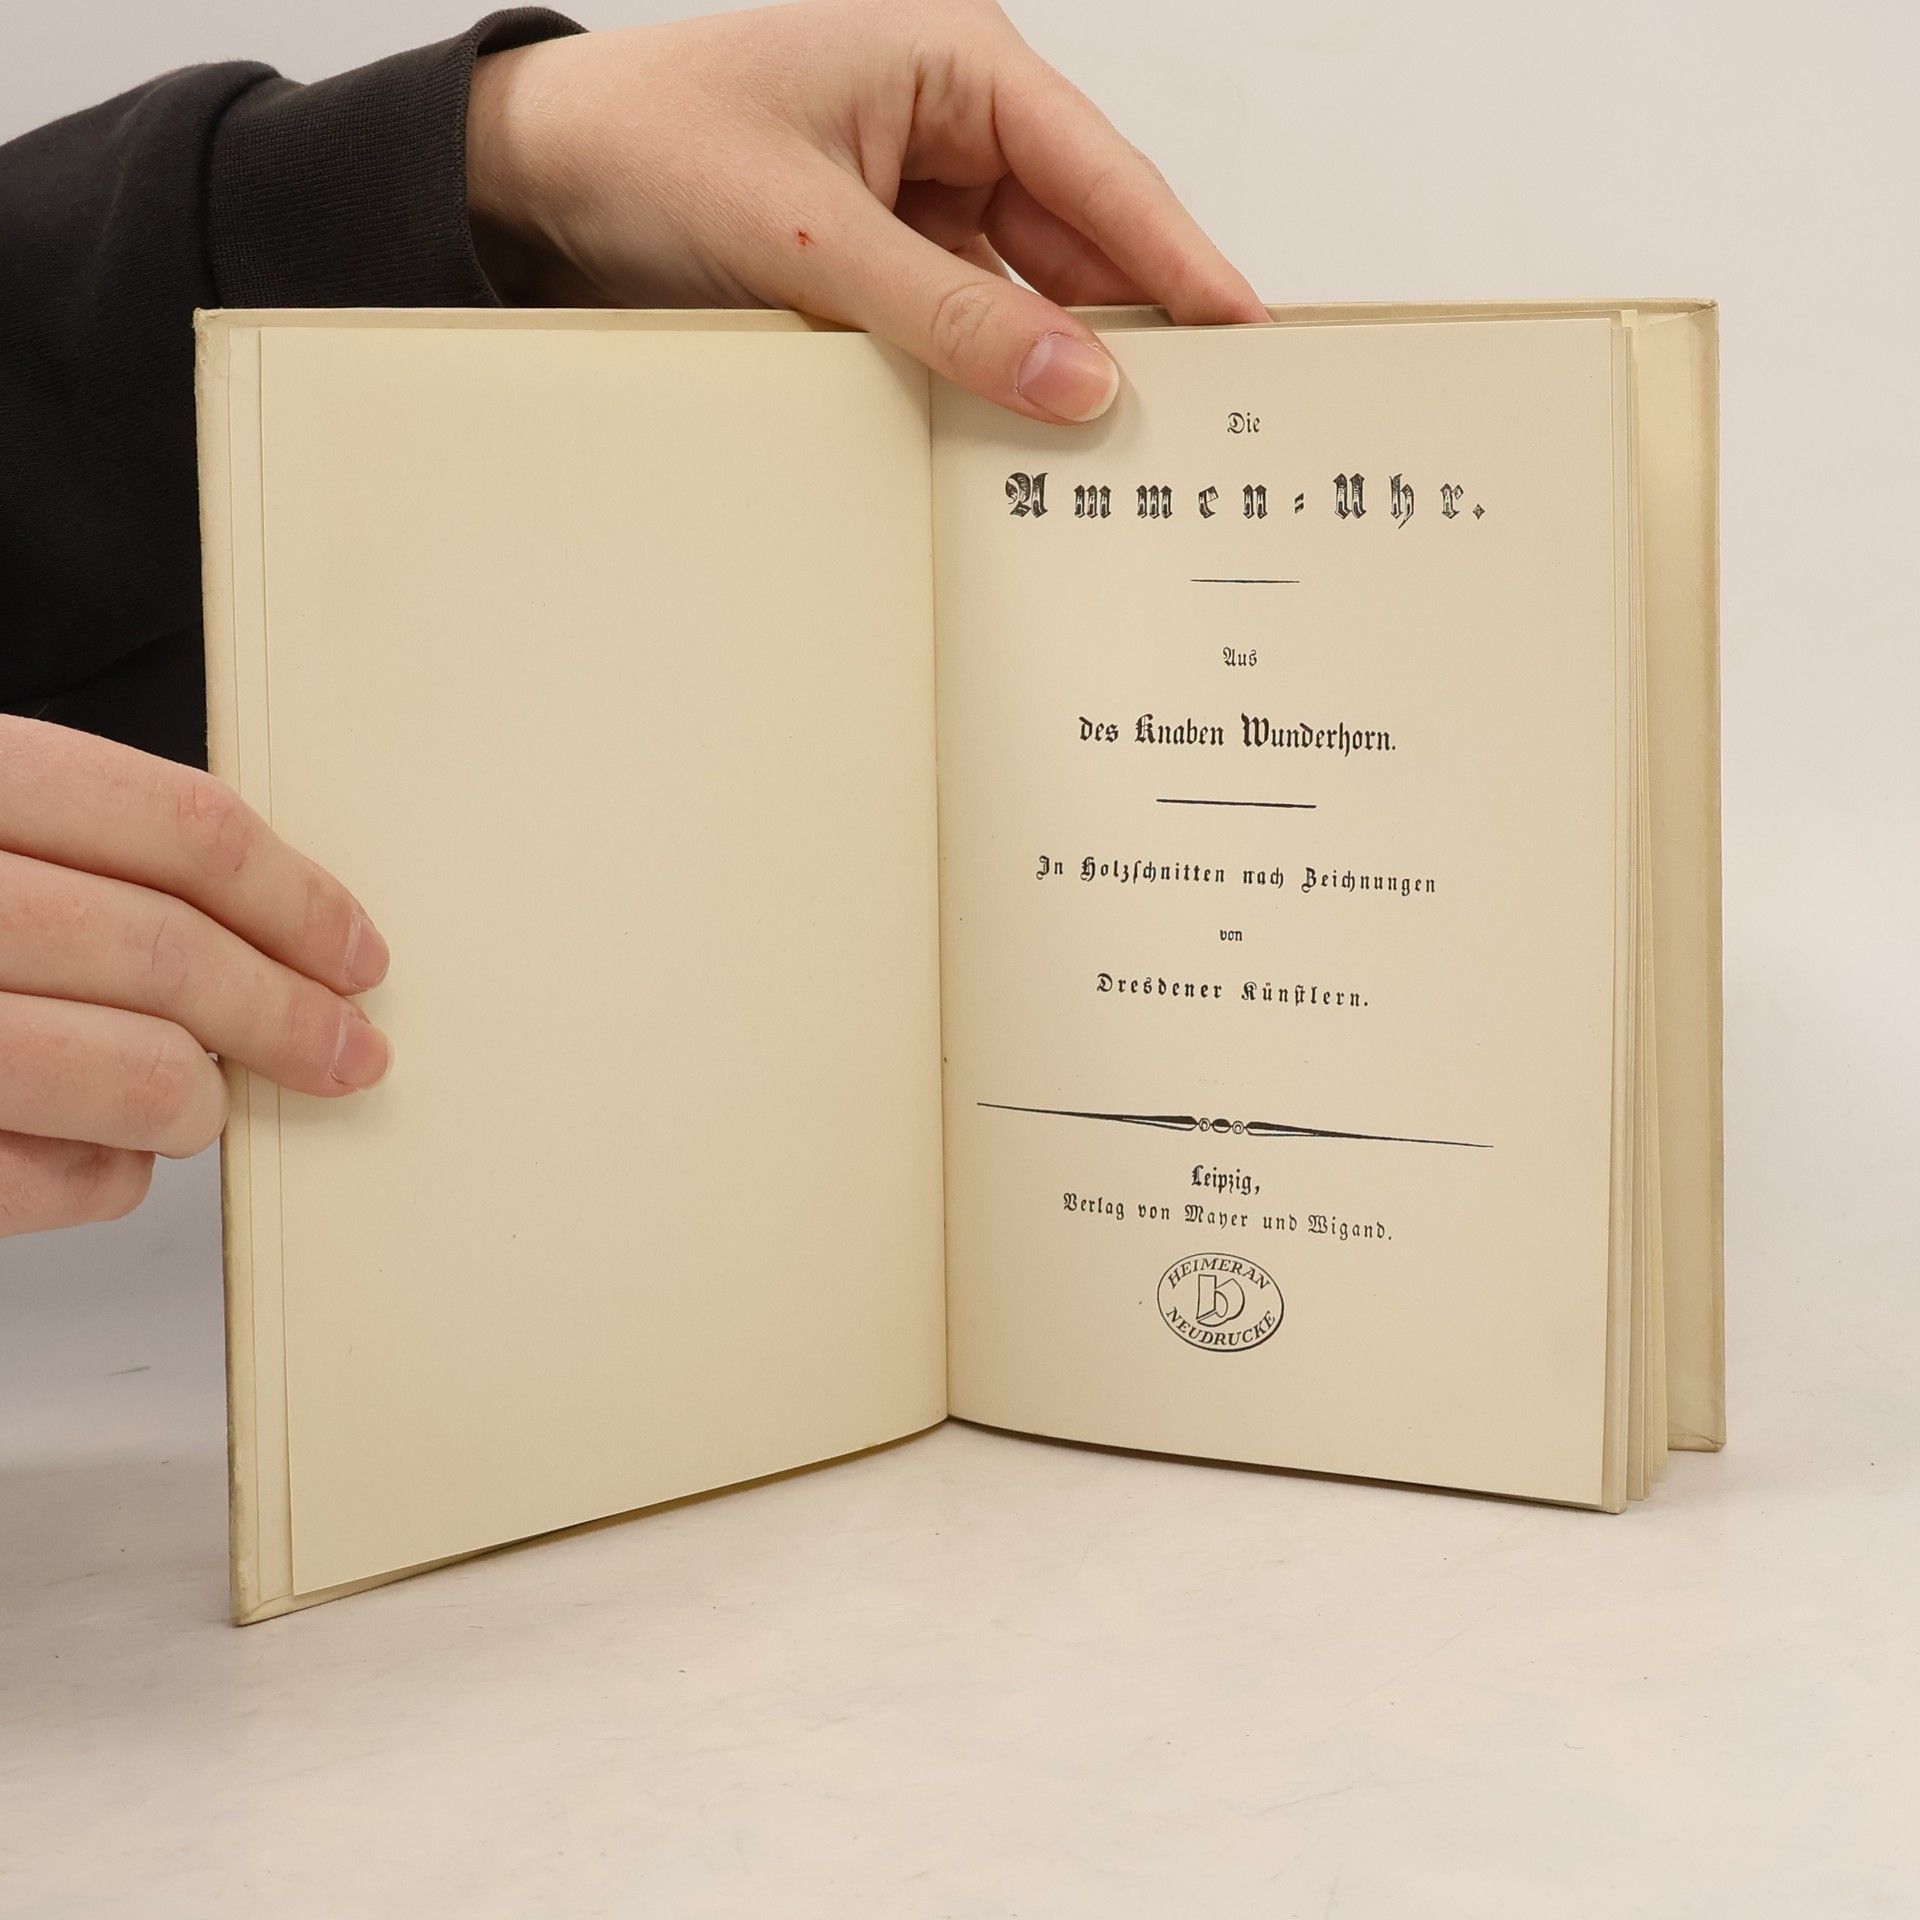 Die
Ammen-Uhr.
Aus
des Knaben Wunderhorn.
In Holzſchnitten nach Zeichnungen
von
Dresdener Künſtlern.
Leipzig,
Verlag von Mayer und Wigand.
HEIMERAN
NEUDRUCKE